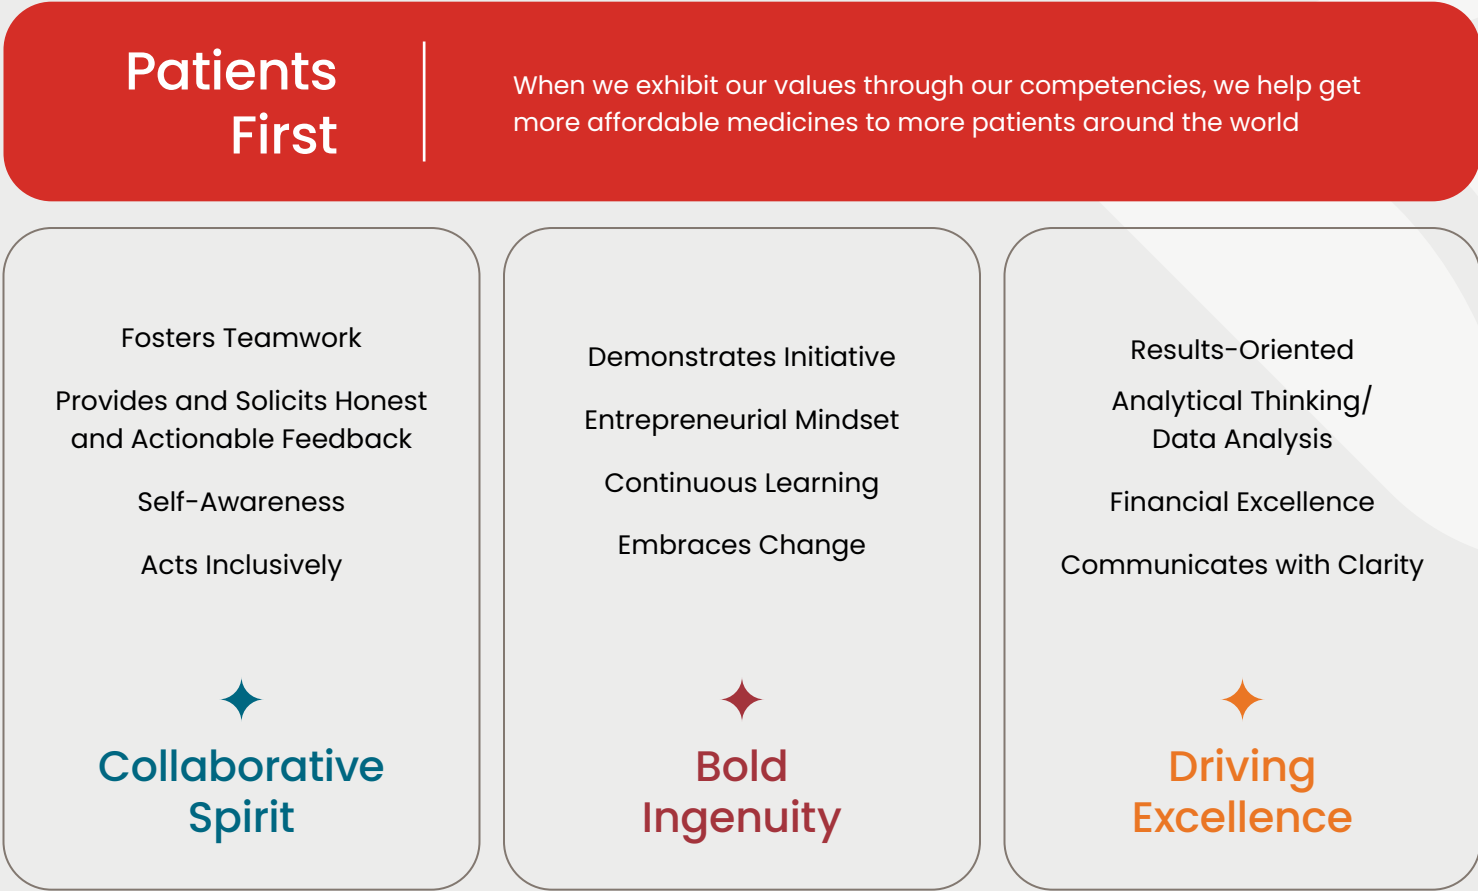 Patients
First
When we exhibit our values through our competencies, we help get
more affordable medicines to more patients around the world
Fosters Teamwork
Provides and Solicits Honest
and Actionable Feedback
Self-Awareness
Acts Inclusively
Collaborative
Spirit
Demonstrates Initiative
Entrepreneurial Mindset
Continuous Learning
Embraces Change
Bold
Ingenuity
Results-Oriented
Analytical Thinking/
Data Analysis
Financial Excellence
Communicates with Clarity
Driving
Excellence